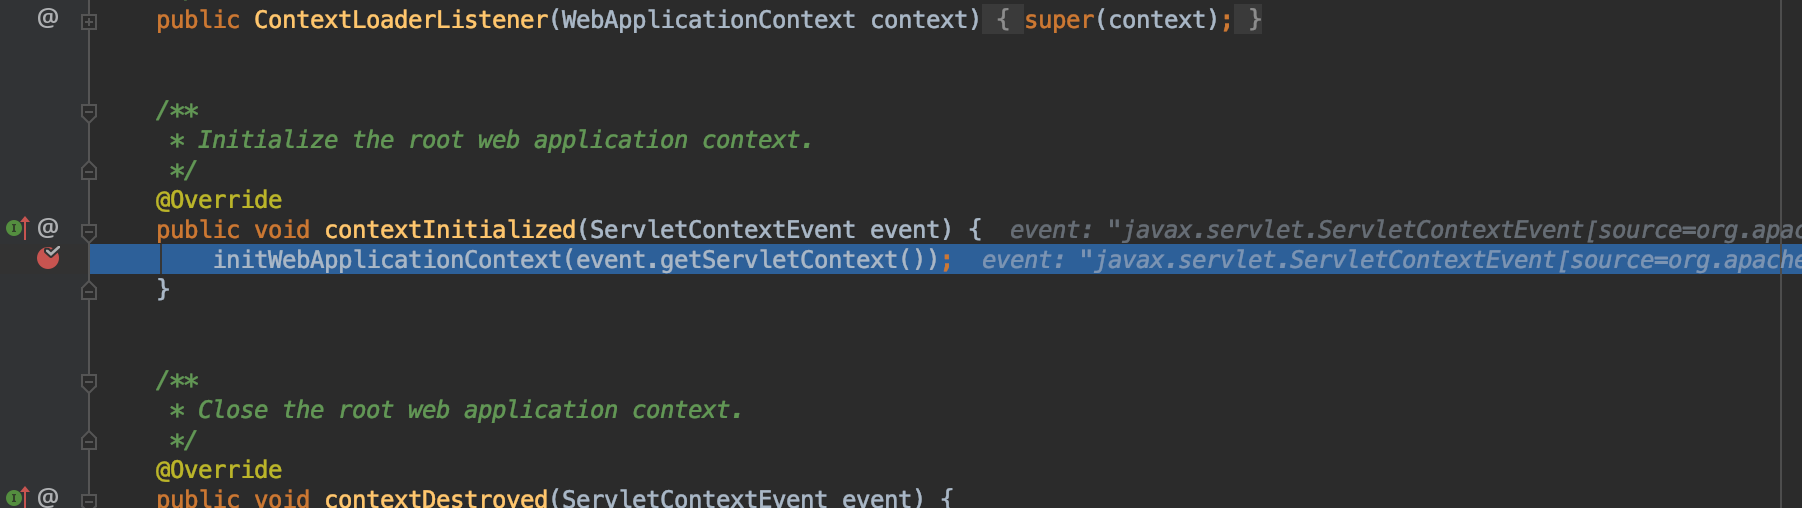 @ public ContextLoaderListener(WebApplicationContext context) { super(context); }
/**
* Initialize the root web application context.
*/
@Override
@ public void contextInitialized(ServletContextEvent event) { event: "javax.servlet.ServletContextEvent[source=org.apac
initWebApplicationContext(event.getServletContext()); event: "javax.servlet.ServletContextEvent[source=org.apache
}
/**
* Close the root web application context.
*/
@Override
@ public void contextDestroyed(ServletContextEvent event) {